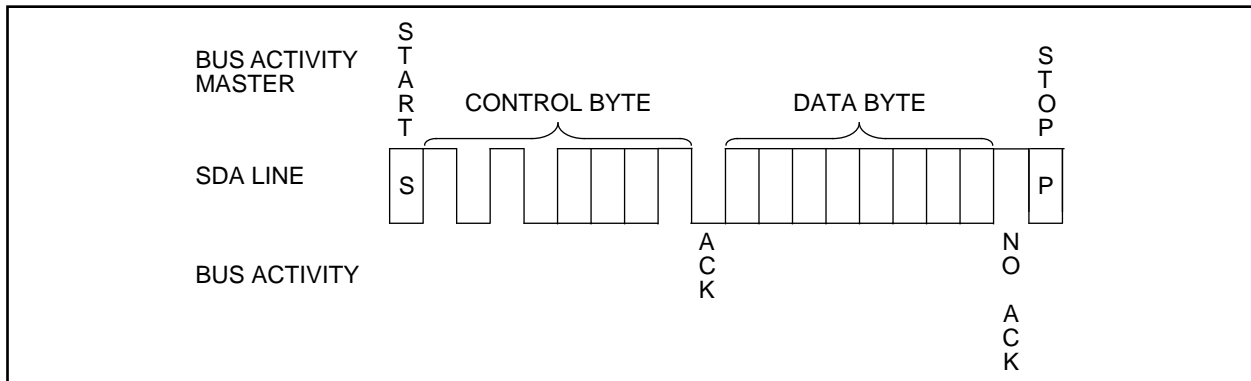 BUS ACTIVITY
MASTER
START
CONTROL BYTE
DATA BYTE
STOP
SDA LINE
S
P
BUS ACTIVITY
ACK
NO ACK